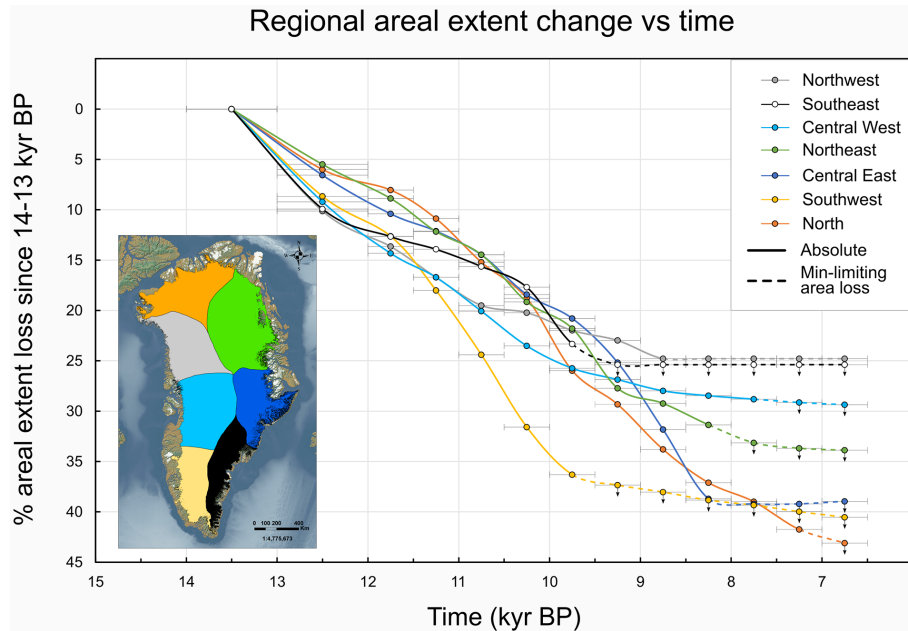 Regional areal extent change vs time
% areal extent loss since 14-13 kyr BP
0
5
10
15
20
25
30
35
40
45
15
14
13
12
11
10
9
8
7
Time (kyr BP)
Northwest
Southeast
Central West
Northeast
Central East
Southwest
North
Absolute
Min-limiting
area loss
N
0 100 200 400
Km
1:4,775,673